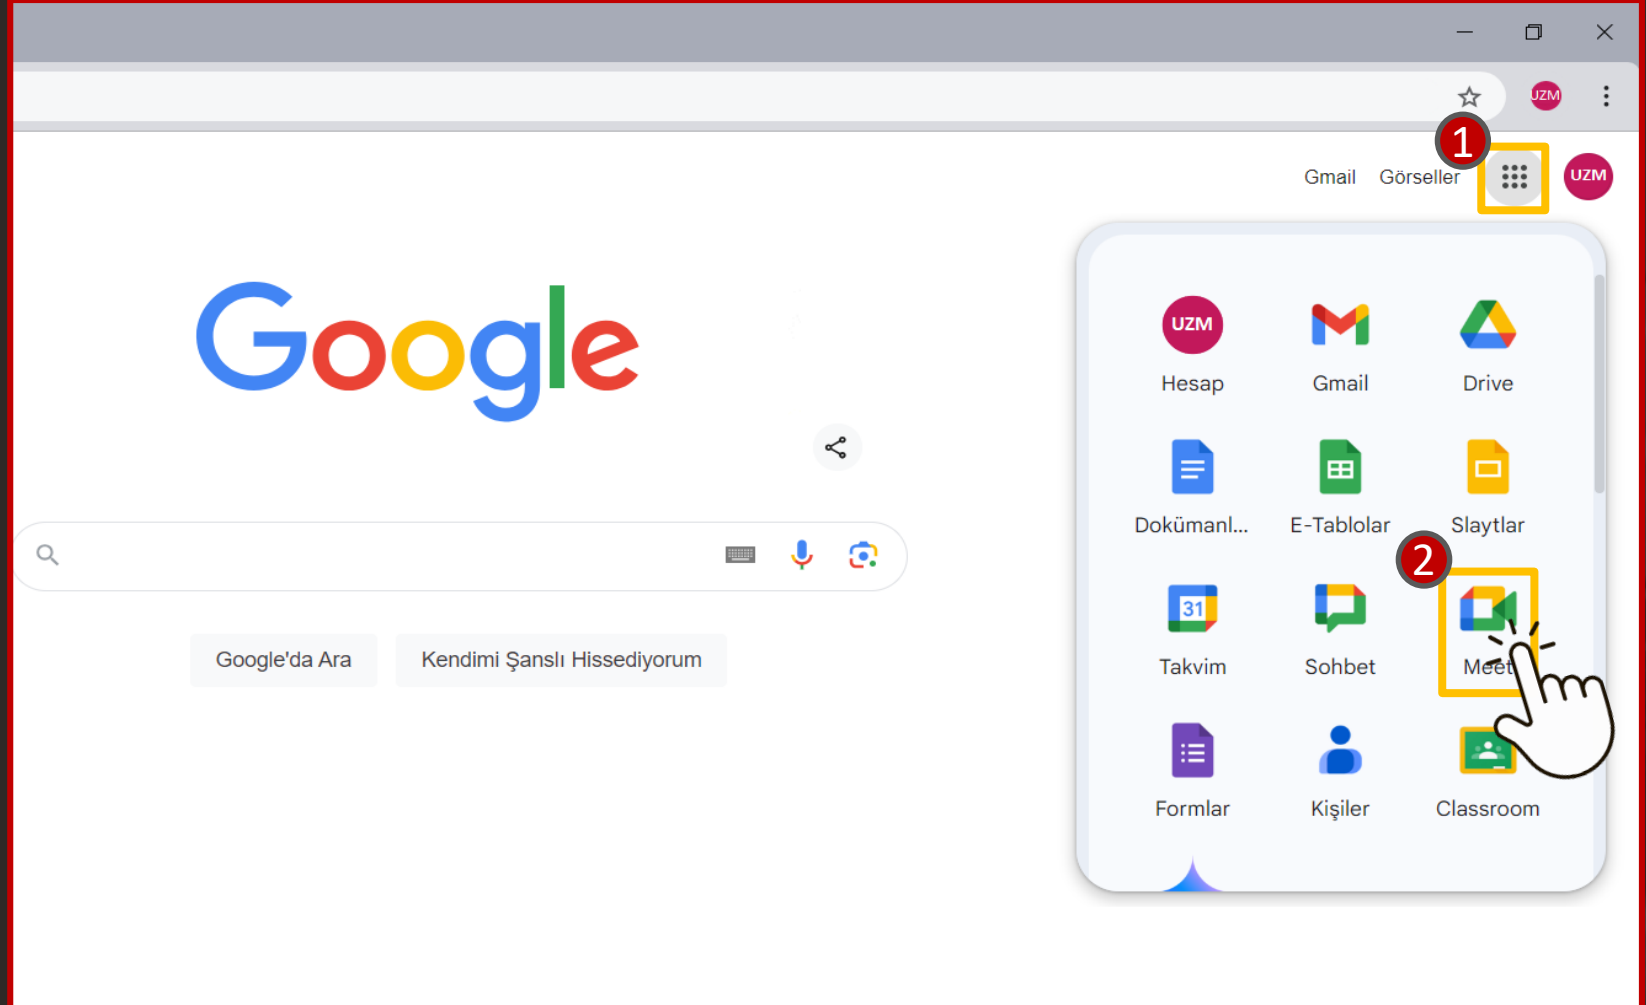 UZM
1
Gmail Görseller
UZM
Google
UZM
Hesap Gmail Drive
Dokümanl... E-Tablolar Slaytlar
2
31
Takvim Sohbet Meet
Google'da Ara Kendimi Şanslı Hissediyorum
Formlar Kişiler Classroom